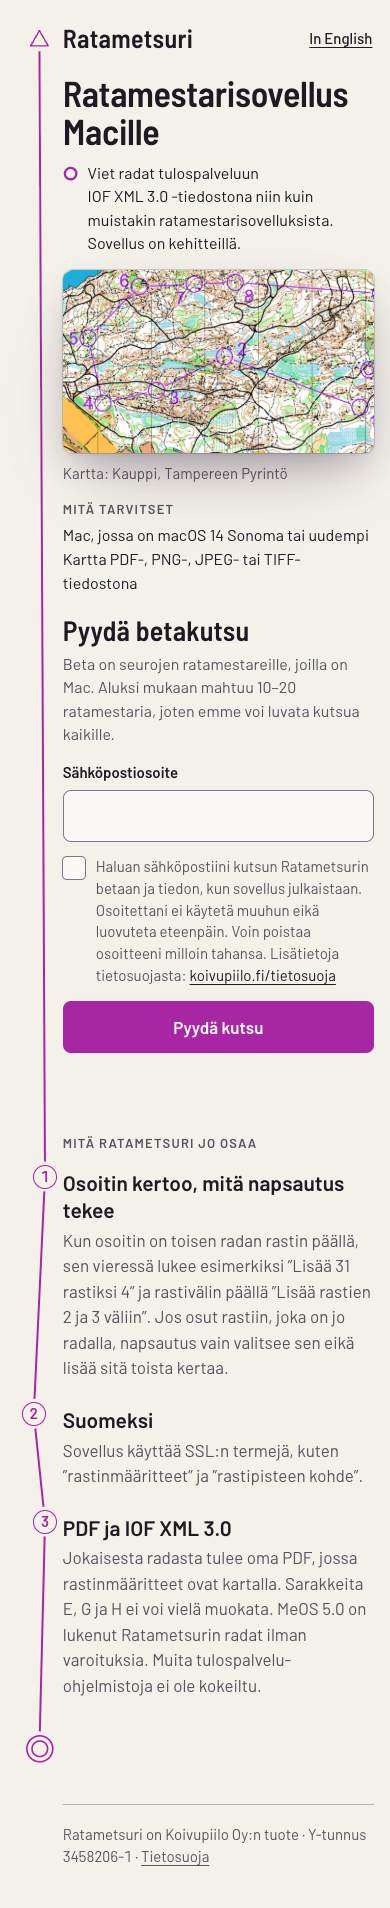 Ratametsuri
In English
Ratamestarisovellus
Macille
Viet radat tulospalveluun
IOF XML 3.0 -tiedostona niin kuin
muistakin ratamestarisovelluksista.
Sovellus on kehitteillä.
6
7
8
5
2
4
3
Kartta: Kauppi, Tampereen Pyrintö
MITÄ TARVITSET
Mac, jossa on macOS 14 Sonoma tai uudempi
Kartta PDF-, PNG-, JPEG- tai TIFF-
tiedostona
Pyydä betakutsu
Beta on seurojen ratamestareille, joilla on
Mac. Aluksi mukaan mahtuu 10–20
ratamestaria, joten emme voi luvata kutsua
kaikille.
Sähköpostiosoite
Haluan sähköpostiini kutsun Ratametsurin
betaan ja tiedon, kun sovellus julkaistaan.
Osoitettani ei käytetä muuhun eikä
luovuteta eteenpäin. Voin poistaa
osoitteeni milloin tahansa. Lisätietoja
tietosuojasta: koivupiilo.fi/tietosuoja
Pyydä kutsu
MITÄ RATAMETSURI JO OSAA
1
Osoitin kertoo, mitä napsautus
tekee
Kun osoitin on toisen radan rastin päällä,
sen vieressä lukee esimerkiksi ”Lisää 31
rastiksi 4” ja rastivälin päällä ”Lisää rastien
2 ja 3 väliin”. Jos osut rastiin, joka on jo
radalla, napsautus vain valitsee sen eikä
lisää sitä toista kertaa.
2
Suomeksi
Sovellus käyttää SSL:n termejä, kuten
”rastinmääritteet” ja ”rastipisteen kohde”.
3
PDF ja IOF XML 3.0
Jokaisesta radasta tulee oma PDF, jossa
rastinmääritteet ovat kartalla. Sarakkeita
E, G ja H ei voi vielä muokata. MeOS 5.0 on
lukenut Ratametsurin radat ilman
varoituksia. Muita tulospalvelu-
ohjelmistoja ei ole kokeiltu.
Ratametsuri on Koivupiilo Oy:n tuote · Y-tunnus
3458206-1 · Tietosuoja